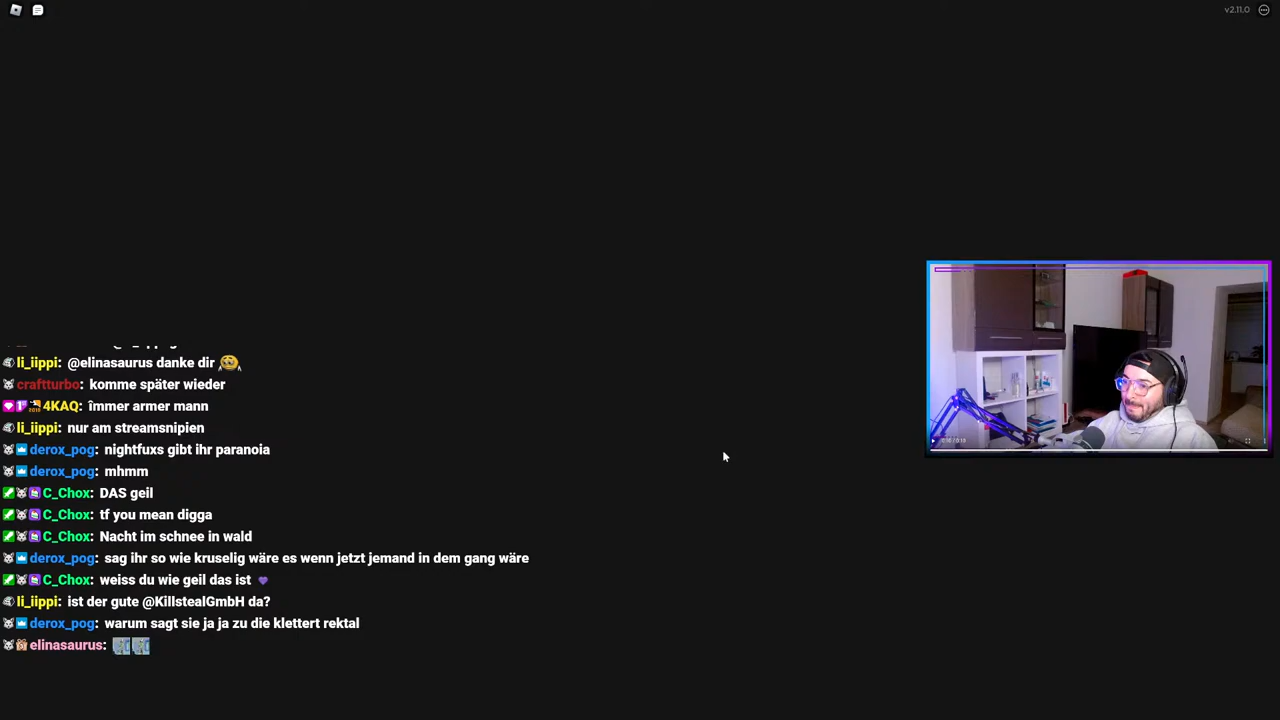 v2.11.0
li_iippi: @elinasaurus danke dir
craftturbo: komme später wieder
4KAQ: îmmer armer mann
li_iippi: nur am streamsnipien
derox_pog: nightfuxs gibt ihr paranoia
derox_pog: mhmm
C_Chox: DAS geil
C_Chox: tf you mean digga
C_Chox: Nacht im schnee in wald
derox_pog: sag ihr so wie kruselig wäre es wenn jetzt jemand in dem gang wäre
C_Chox: weiss du wie geil das ist
li_iippi: ist der gute @KillstealGmbH da?
derox_pog: warum sagt sie ja ja zu die klettert rektal
elinasaurus: